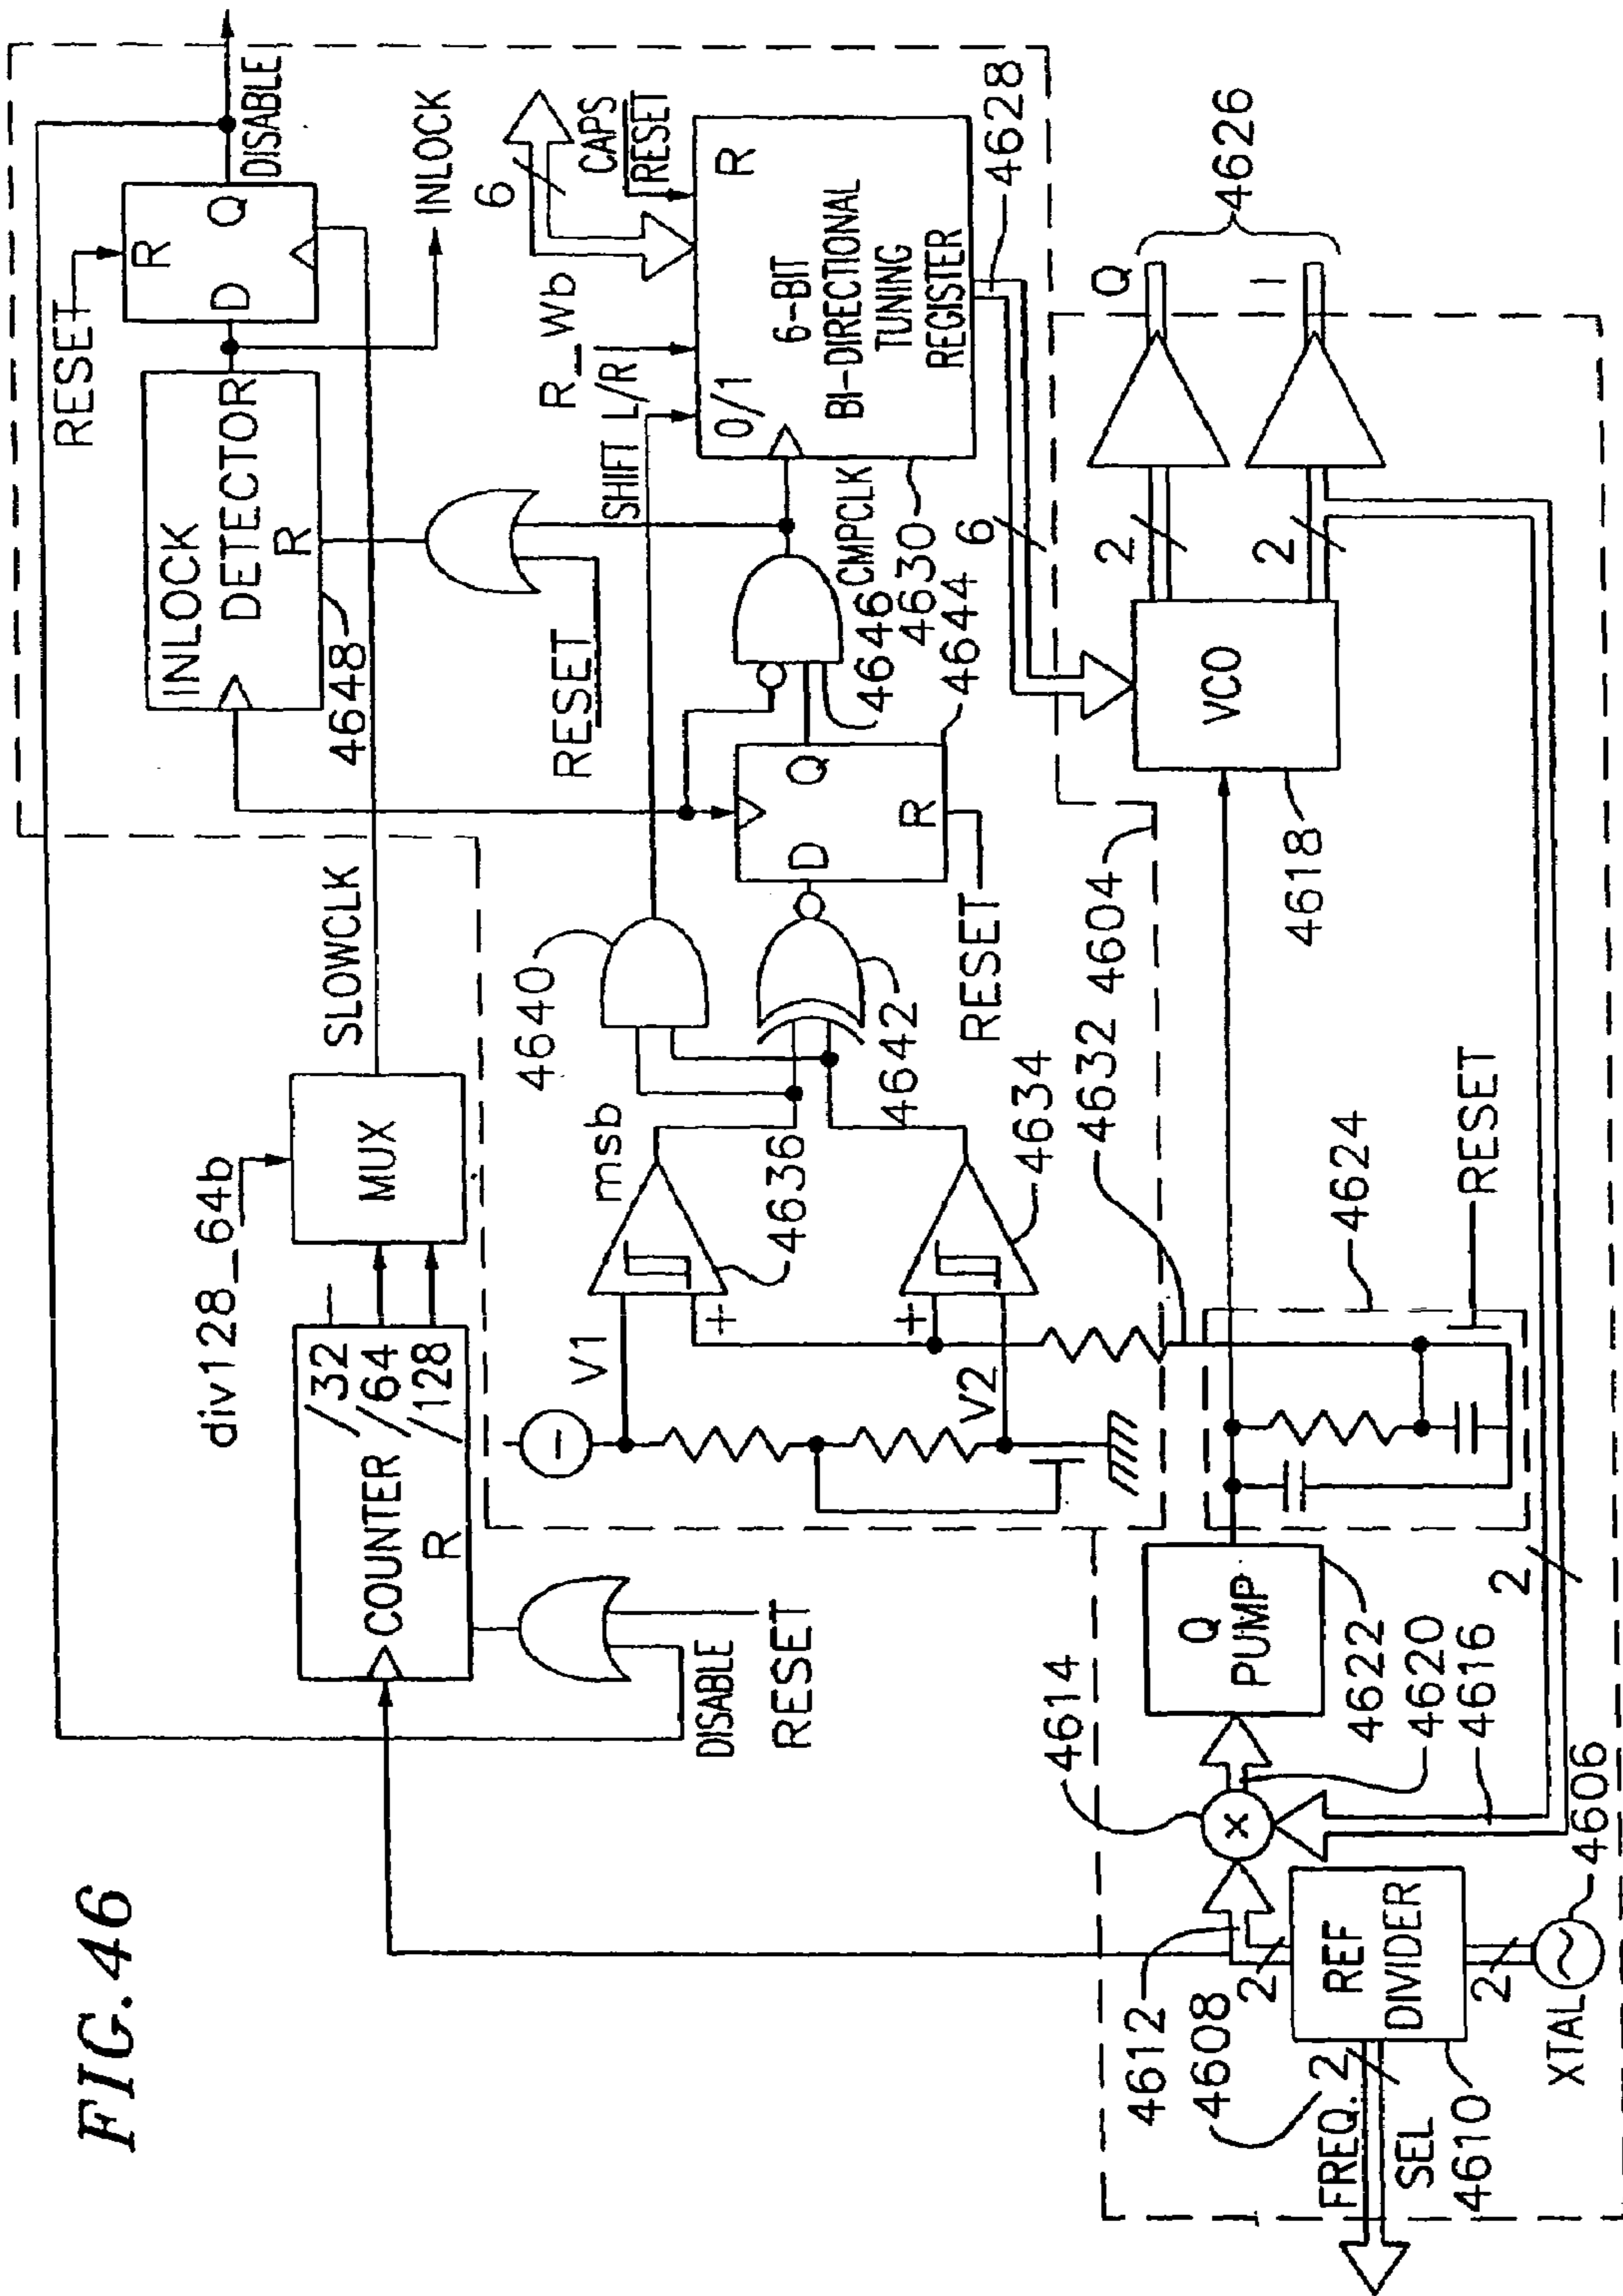 FIG.46
div128_64b
MUX
SLOWCLK
COUNTER
/32
/64
/128
R
DISABLE
RESET
RESET
R
D
Q
DISABLE
INLOCK
DETECTOR
R
4648
INLOCK
RESET
SHIFT L/R
R_Wb
6
CAPS
RESET
0/1
R
6-BIT
BI-DIRECTIONAL
TUNING
REGISTER
4628
CMPCLK
4646
4630
4644
6
4640
msb
V1
+
4636
4642
D
Q
R
RESET
+
V2
4634
4632
4604
4614
Q
PUMP
4622
4620
4616
4624
RESET
VCO
4618
2
2
Q
I
4626
2
4612
4608
2
FREQ.
2
SEL
4610
REF
DIVIDER
2
XTAL
4606